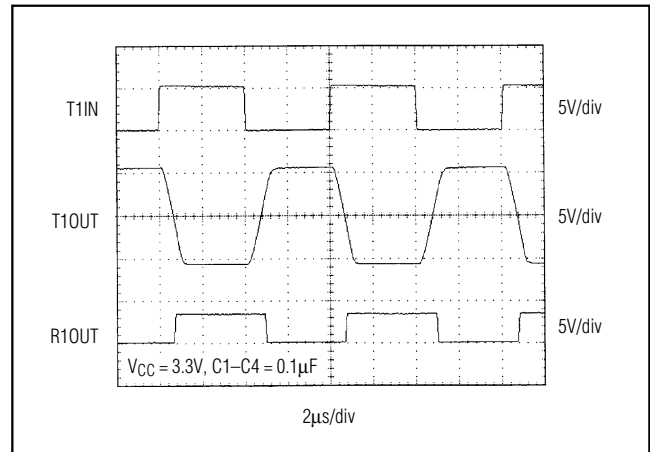 T1IN
5V/div
T1OUT
5V/div
R1OUT
5V/div
VCC = 3.3V, C1–C4 = 0.1µF
2µs/div